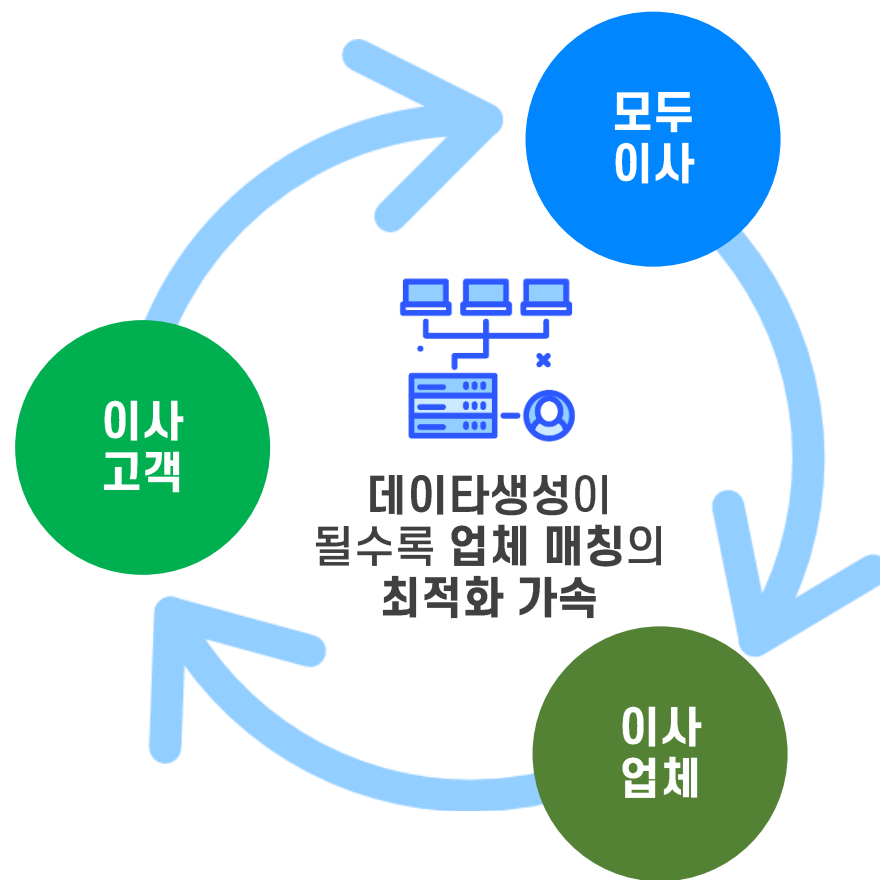 모두
이사
이사
고객
데이타생성이
될수록 업체 매칭의
최적화 가속
이사
업체